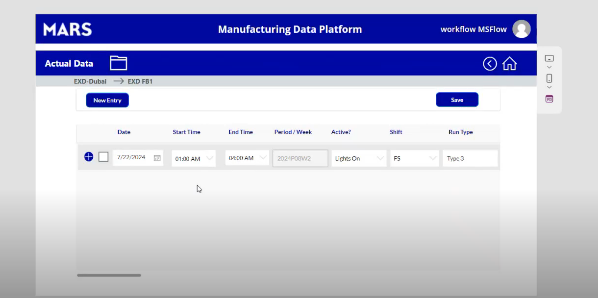 MARS Manufacturing Data Platform workflow MSFlow
Actual Data
EXD-Dubai → EXD FB1
New Entry Save
Date Start Time End Time Period / Week Active? Shift Run Type
7/22/2024 01:00 AM 04:00 AM 2024P08W2 Lights On PS Type 3